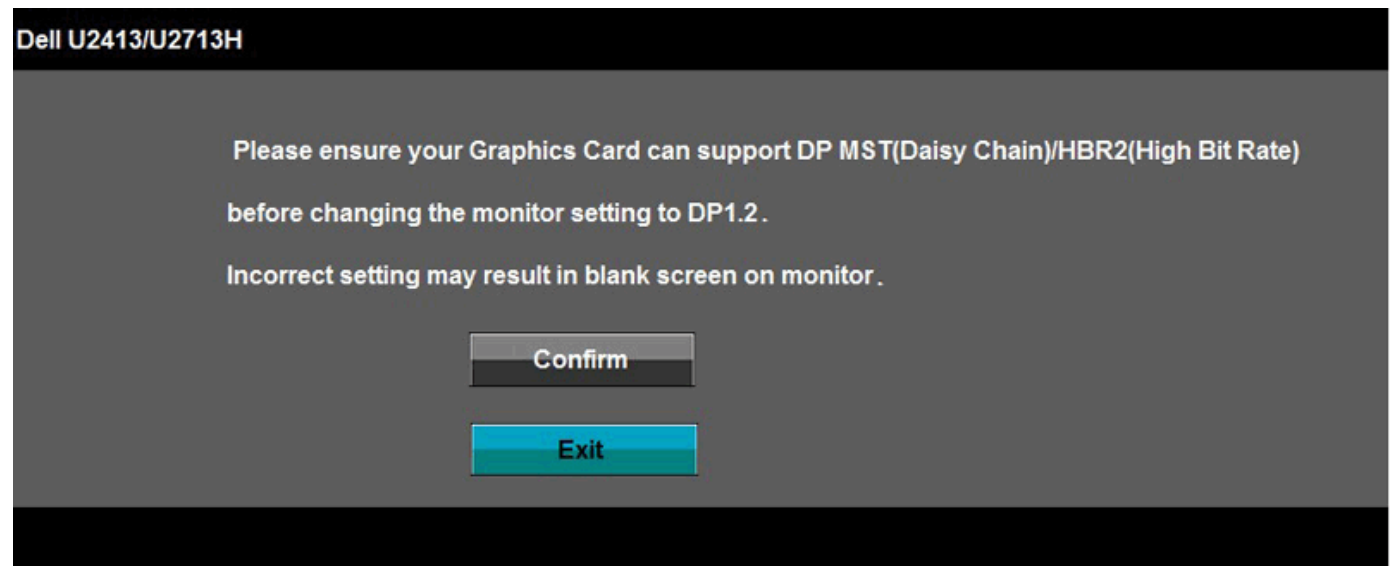 Dell U2413/U2713H
Please ensure your Graphics Card can support DP MST(Daisy Chain)/HBR2(High Bit Rate)
before changing the monitor setting to DP1.2.
Incorrect setting may result in blank screen on monitor.
Confirm
Exit